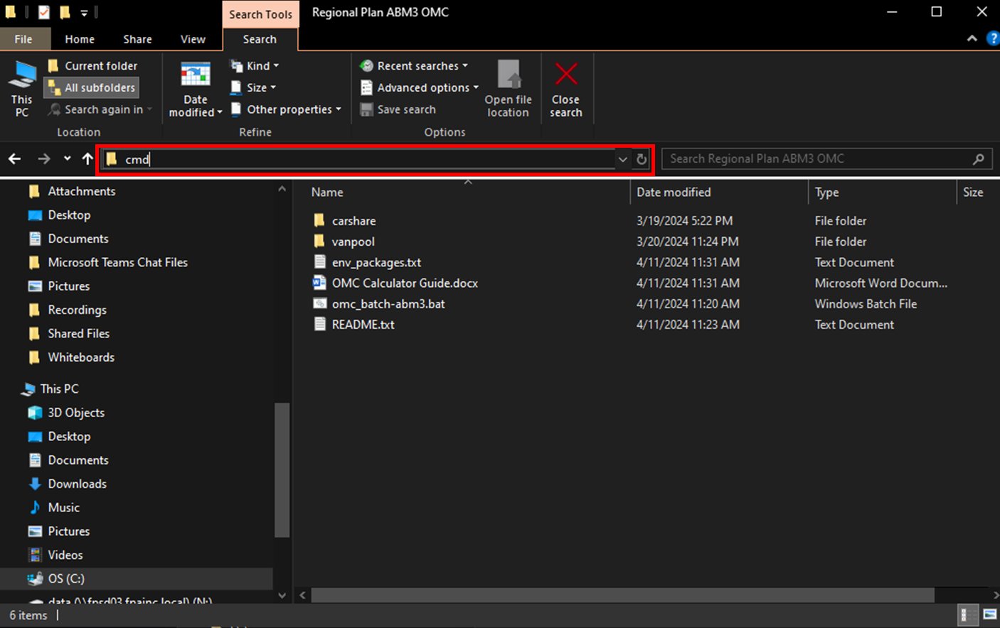 Search Tools
Regional Plan ABM3 OMC
File
Home
Share
View
Search
?
This PC
Current folder
All subfolders
Search again in
Location
Date modified
Kind
Size
Other properties
Refine
Recent searches
Advanced options
Save search
Open file location
Options
Close search
cmd
Search Regional Plan ABM3 OMC
Attachments
Desktop
Documents
Microsoft Teams Chat Files
Pictures
Recordings
Shared Files
Whiteboards
This PC
3D Objects
Desktop
Documents
Downloads
Music
Pictures
Videos
OS (C:)
data (\\fnsd03.fnainc.local) (N:)
Name Date modified Type Size
carshare 3/19/2024 5:22 PM File folder
vanpool 3/20/2024 11:24 PM File folder
env_packages.txt 4/11/2024 11:31 AM Text Document
OMC Calculator Guide.docx 4/11/2024 11:31 AM Microsoft Word Docum...
omc_batch-abm3.bat 4/11/2024 11:20 AM Windows Batch File
README.txt 4/11/2024 11:23 AM Text Document
6 items